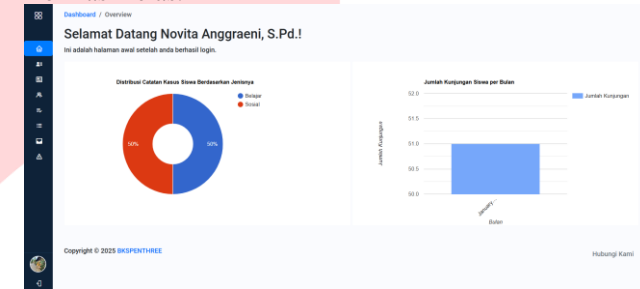 Dashboard / Overview
Selamat Datang Novita Anggraeni, S.Pd.!
Ini adalah halaman awal setelah anda berhasil login.
Distribusi Catatan Kasus Siswa Berdasarkan Jenisnya
Belajar
Sosial
50%
50%
Jumlah Kunjungan Siswa per Bulan
Jumlah Kunjungan
52.0
51.5
51.0
50.5
50.0
Jumlah Kunjungan
January...
Bulan
Copyright © 2025 BKSPENTHREE
Hubungi Kami